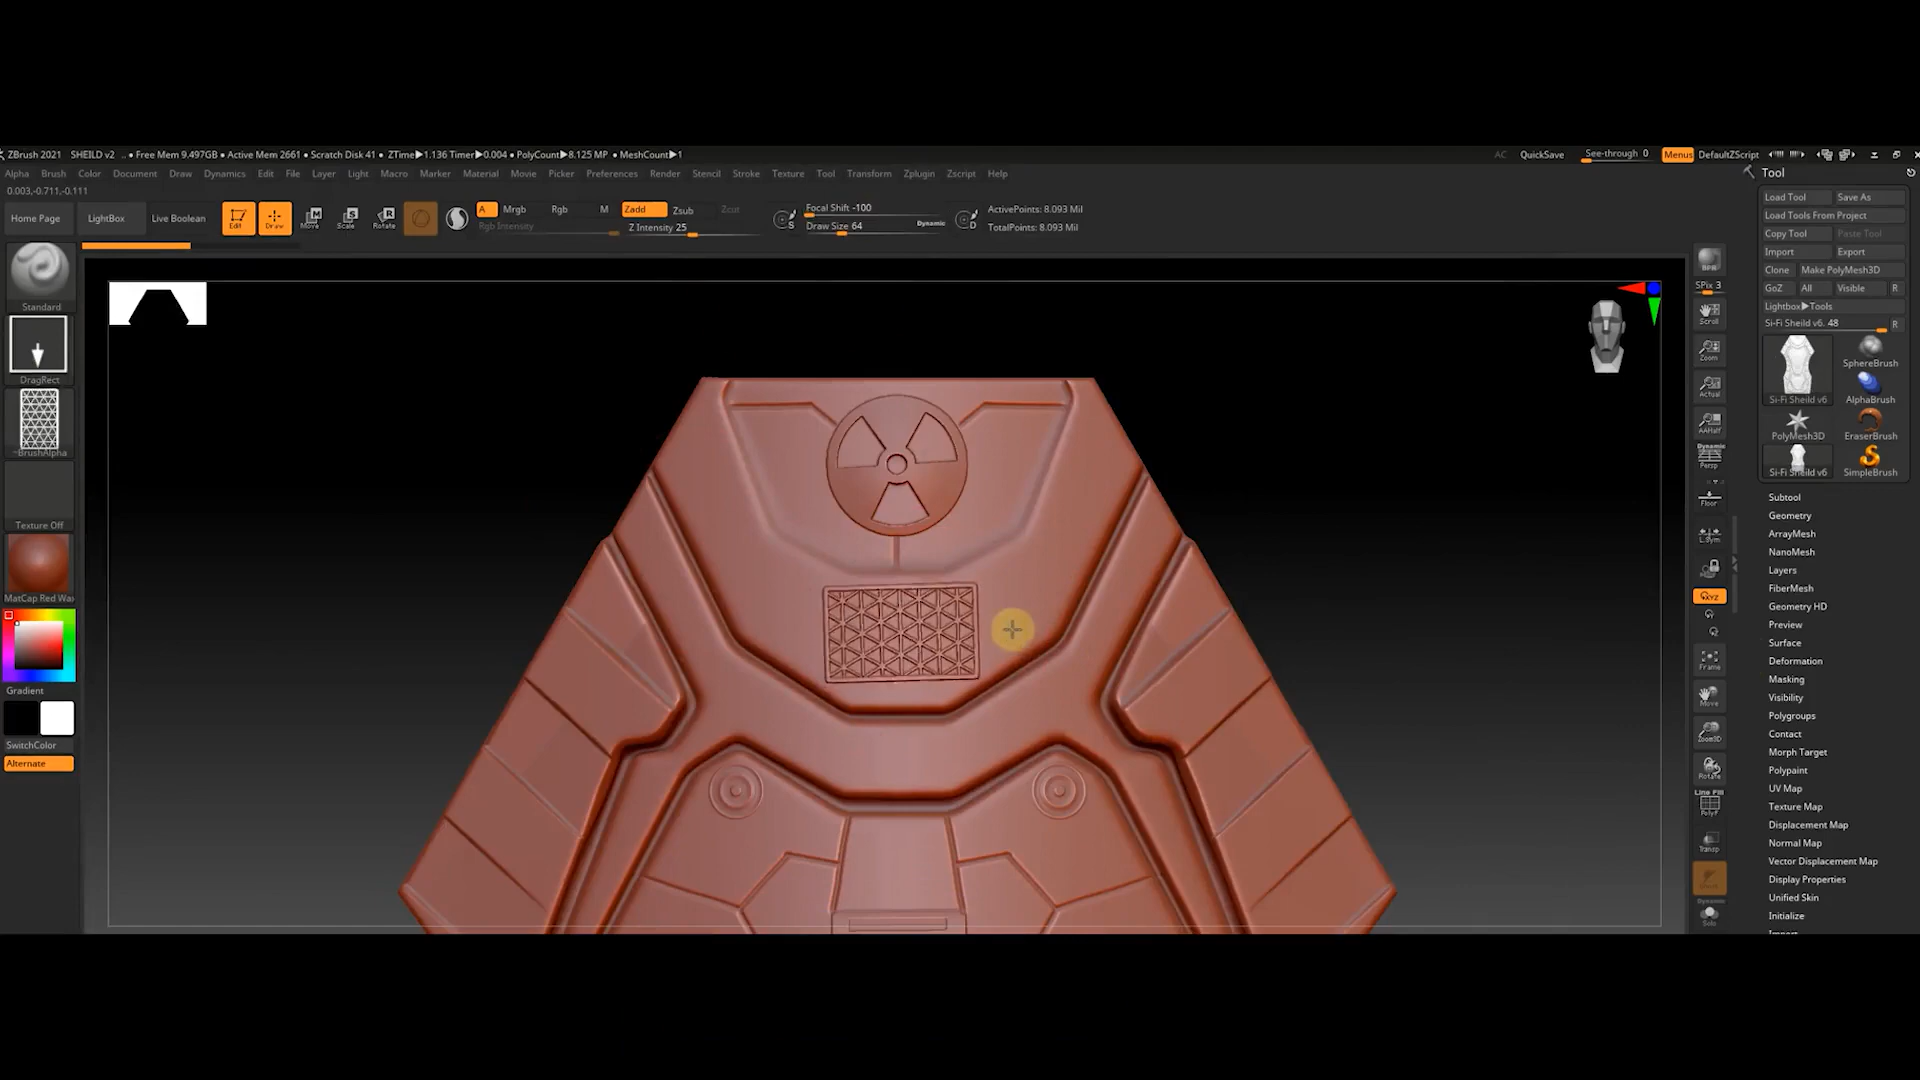 ZBrush 2021 SHEILD v2 .. • Free Mem 9.497GB • Active Mem 2661 • Scratch Disk 41 • ZTime▶1.136 Timer▶0.004 • PolyCount▶8.125 MP • MeshCount▶1
AC QuickSave See-through 0 Menus DefaultZScript
Alpha Brush Color Document Draw Dynamics Edit File Layer Light Macro Marker Material Movie Picker Preferences Render Stencil Stroke Texture Tool Transform Zplugin Zscript Help
0.003,-0.711,-0.111
Home Page LightBox Live Boolean
Edit Draw Move Scale Rotate
A Mrgb Rgb M Zadd Zsub Zcut
Rgb Intensity Z Intensity 25
Focal Shift -100
Draw Size 64 Dynamic
ActivePoints: 8.093 Mil
TotalPoints: 8.093 Mil
Standard
DragRect
~BrushAlpha
Texture Off
MatCap Red Wax
Gradient
SwitchColor
Alternate
BPR
SPix 3
Scroll
Zoom
Actual
AAHalf
Dynamic
Persp
Floor
L.Sym
XYZ
Frame
Move
Zoom3D
Rotate
Line Fill
PolyF
Transp
Dynamic
Solo
Tool
Load Tool Save As
Load Tools From Project
Copy Tool Paste Tool
Import Export
Clone Make PolyMesh3D
GoZ All Visible R
Lightbox▶Tools
Si-Fi Sheild v6. 48 R
SphereBrush
Si-Fi Sheild v6 AlphaBrush
PolyMesh3D EraserBrush
Si-Fi Sheild v6 SimpleBrush
Subtool
Geometry
ArrayMesh
NanoMesh
Layers
FiberMesh
Geometry HD
Preview
Surface
Deformation
Masking
Visibility
Polygroups
Contact
Morph Target
Polypaint
UV Map
Texture Map
Displacement Map
Normal Map
Vector Displacement Map
Display Properties
Unified Skin
Initialize
Import